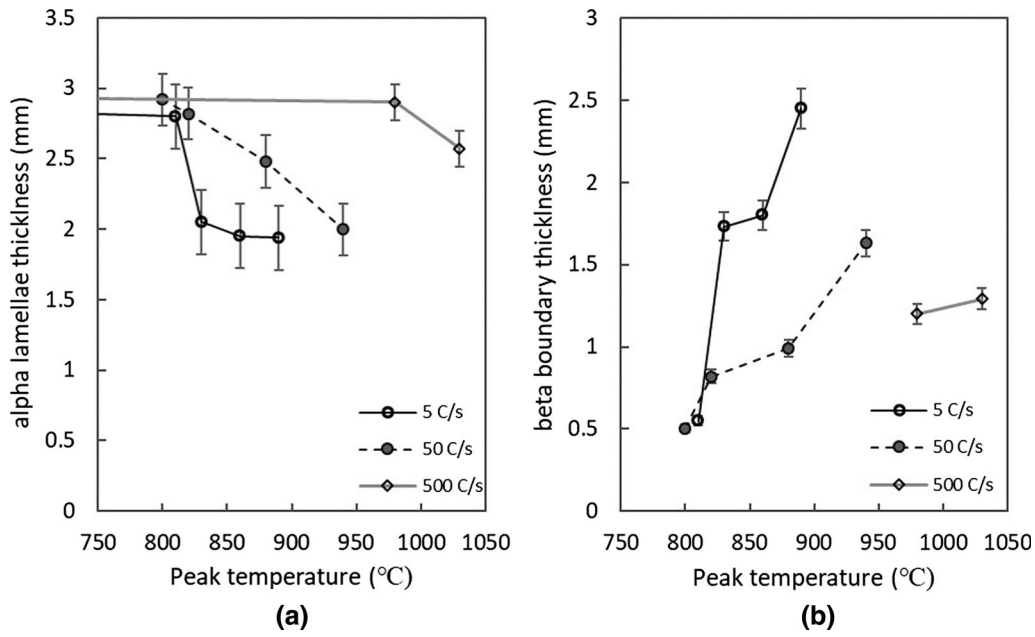 3.5
3
2.5
2
1.5
1
0.5
0
alpha lamellae thicklness (mm)
750 800 850 900 950 1000 1050
Peak temperature (℃)
5 C/s
50 C/s
500 C/s
(a)
3
2.5
2
1.5
1
0.5
0
beta boundary thicklness (mm)
750 800 850 900 950 1000 1050
Peak temperature (℃)
5 C/s
50 C/s
500 C/s
(b)